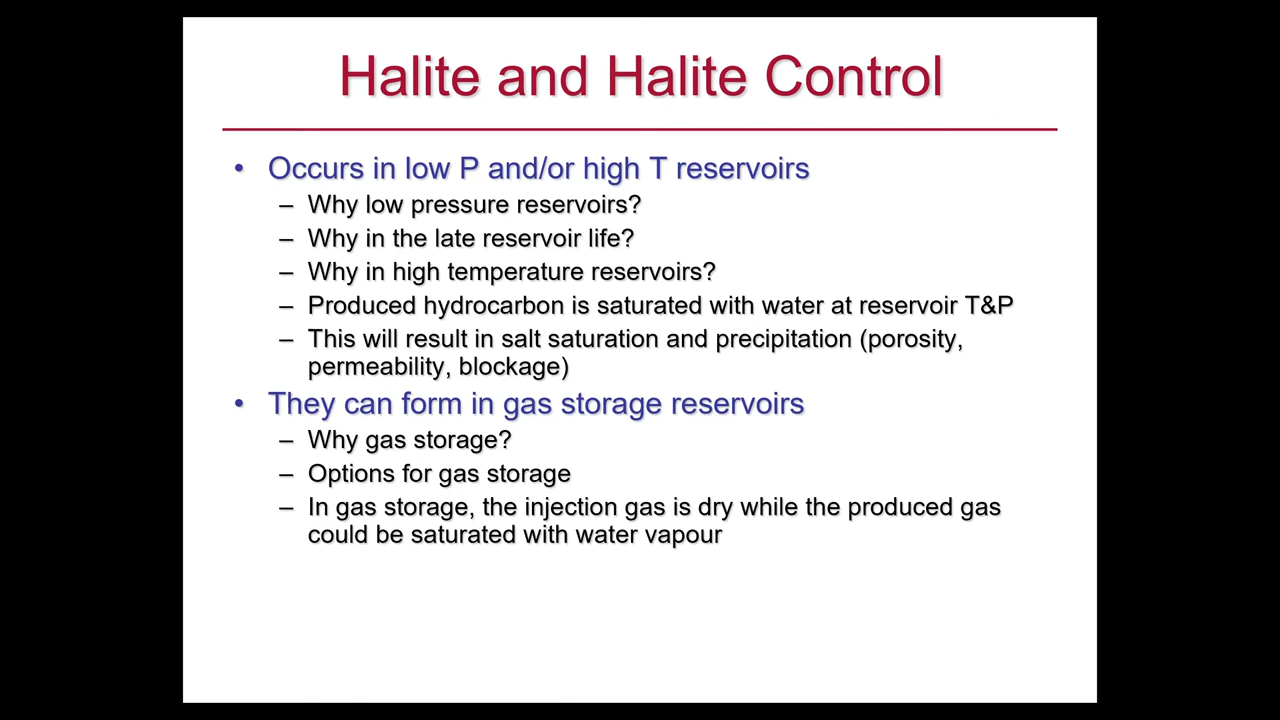 Halite and Halite Control
• Occurs in low P and/or high T reservoirs
– Why low pressure reservoirs?
– Why in the late reservoir life?
– Why in high temperature reservoirs?
– Produced hydrocarbon is saturated with water at reservoir T&P
– This will result in salt saturation and precipitation (porosity,
permeability, blockage)
• They can form in gas storage reservoirs
– Why gas storage?
– Options for gas storage
– In gas storage, the injection gas is dry while the produced gas
could be saturated with water vapour